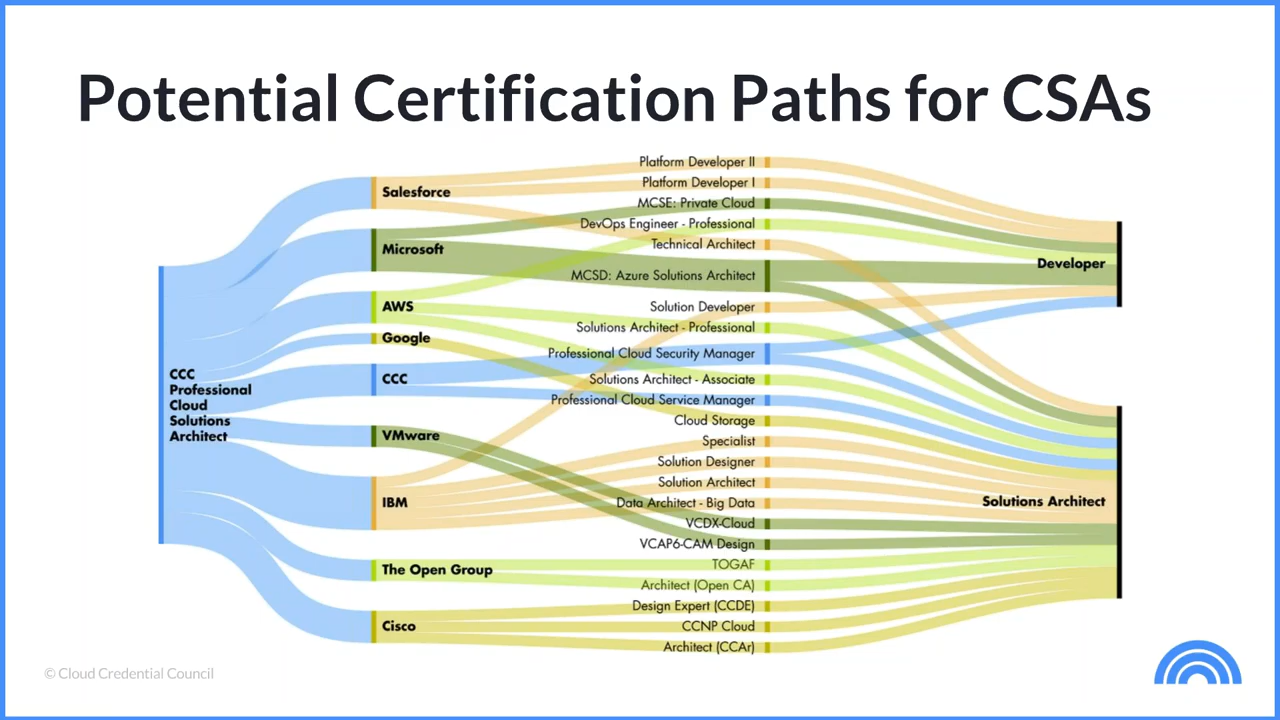 Potential Certification Paths for CSAs
CCC
Professional
Cloud
Solutions
Architect
Salesforce
Microsoft
AWS
Google
CCC
VMware
IBM
The Open Group
Cisco
Platform Developer II
Platform Developer I
MCSE: Private Cloud
DevOps Engineer - Professional
Technical Architect
MCSD: Azure Solutions Architect
Solution Developer
Solutions Architect - Professional
Professional Cloud Security Manager
Solutions Architect - Associate
Professional Cloud Service Manager
Cloud Storage
Specialist
Solution Designer
Solution Architect
Data Architect - Big Data
VCDX-Cloud
VCAP6-CAM Design
TOGAF
Architect (Open CA)
Design Expert (CCDE)
CCNP Cloud
Architect (CCAr)
Developer
Solutions Architect
© Cloud Credential Council